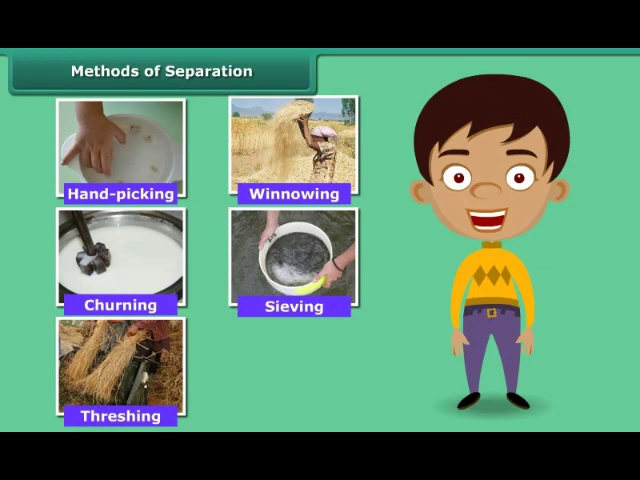 Methods of Separation
Hand-picking
Winnowing
Churning
Sieving
Threshing